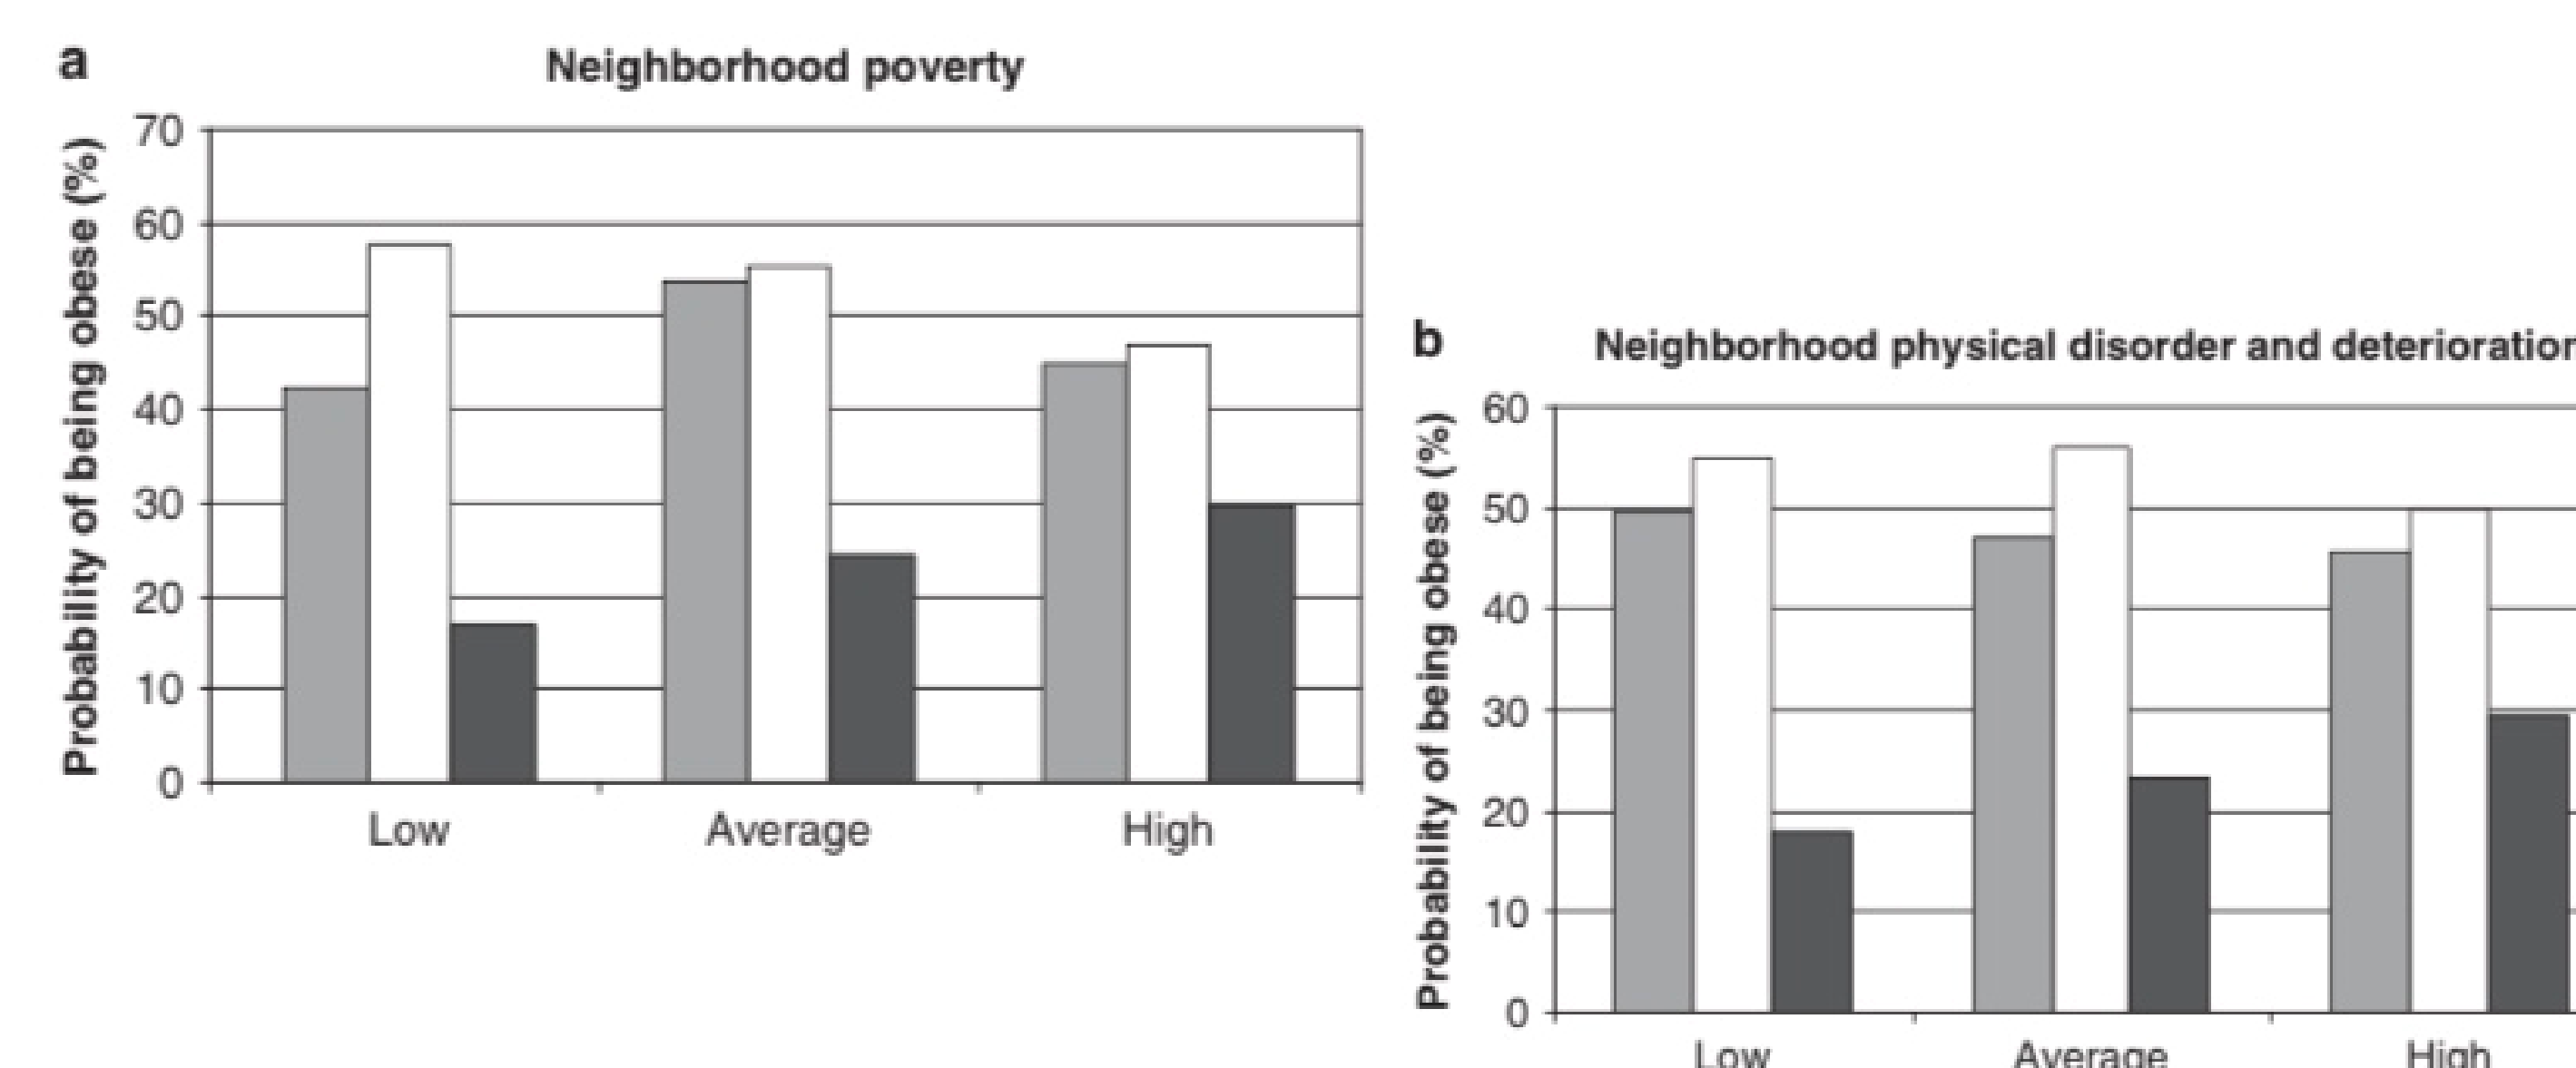 a
Neighborhood poverty
Probability of being obese (%)
70
60
50
40
30
20
10
0
Low Average High
b
Neighborhood physical disorder and deterioration
Probability of being obese (%)
60
50
40
30
20
10
0
Low Average High